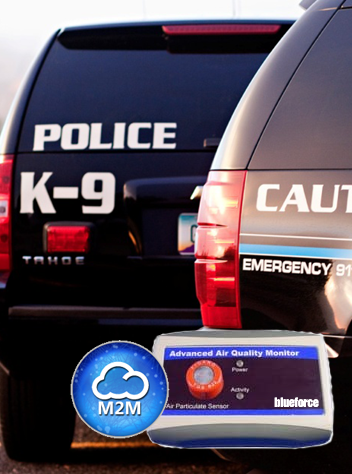 POLICE
K-9
TAHOE
CAUT
EMERGENCY 91
Advanced Air Quality Monitor
Power
Activity
Air Particulate Sensor
blueforce
M2M